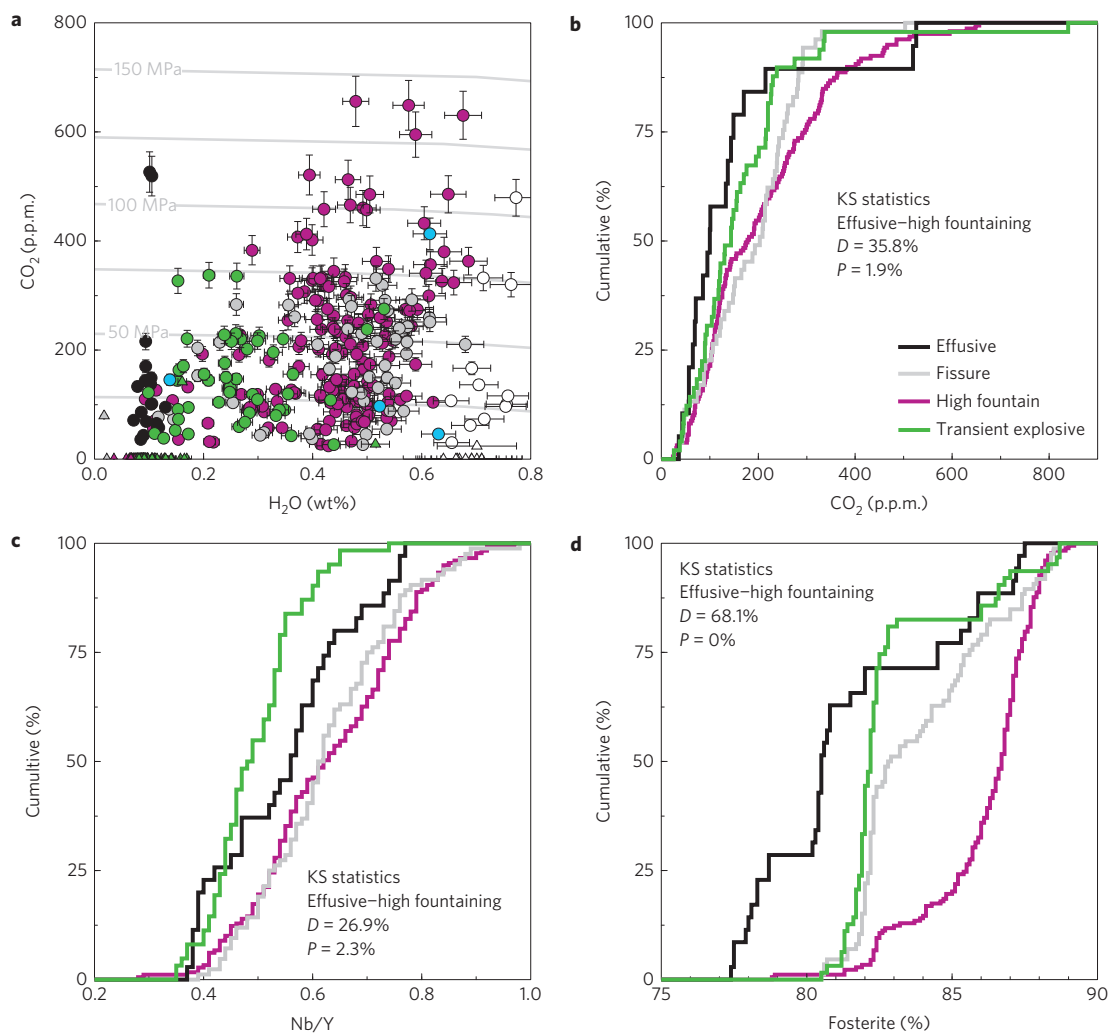 a
800
600
400
200
0
CO₂ (p.p.m.)
150 MPa
100 MPa
50 MPa
0.0
0.2
0.4
0.6
0.8
H₂O (wt%)
b
100
75
50
25
0
Cumulative (%)
KS statistics
Effusive–high fountaining
D = 35.8%
P = 1.9%
Effusive
Fissure
High fountain
Transient explosive
0
200
400
600
800
CO₂ (p.p.m.)
c
100
75
50
25
0
Cumultive (%)
KS statistics
Effusive–high fountaining
D = 26.9%
P = 2.3%
0.2
0.4
0.6
0.8
1.0
Nb/Y
d
100
75
50
25
0
Cumulative (%)
KS statistics
Effusive–high fountaining
D = 68.1%
P = 0%
75
80
85
90
Fosterite (%)